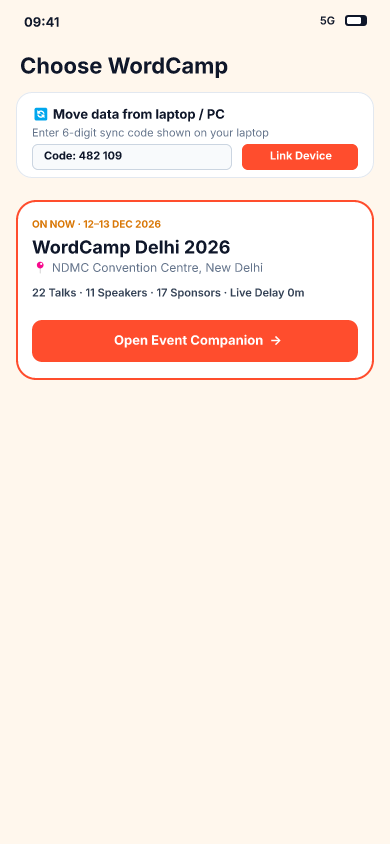 09:41
5G
Choose WordCamp
Move data from laptop / PC
Enter 6-digit sync code shown on your laptop
Code: 482 109
Link Device
ON NOW · 12–13 DEC 2026
WordCamp Delhi 2026
NDMC Convention Centre, New Delhi
22 Talks · 11 Speakers · 17 Sponsors · Live Delay 0m
Open Event Companion →